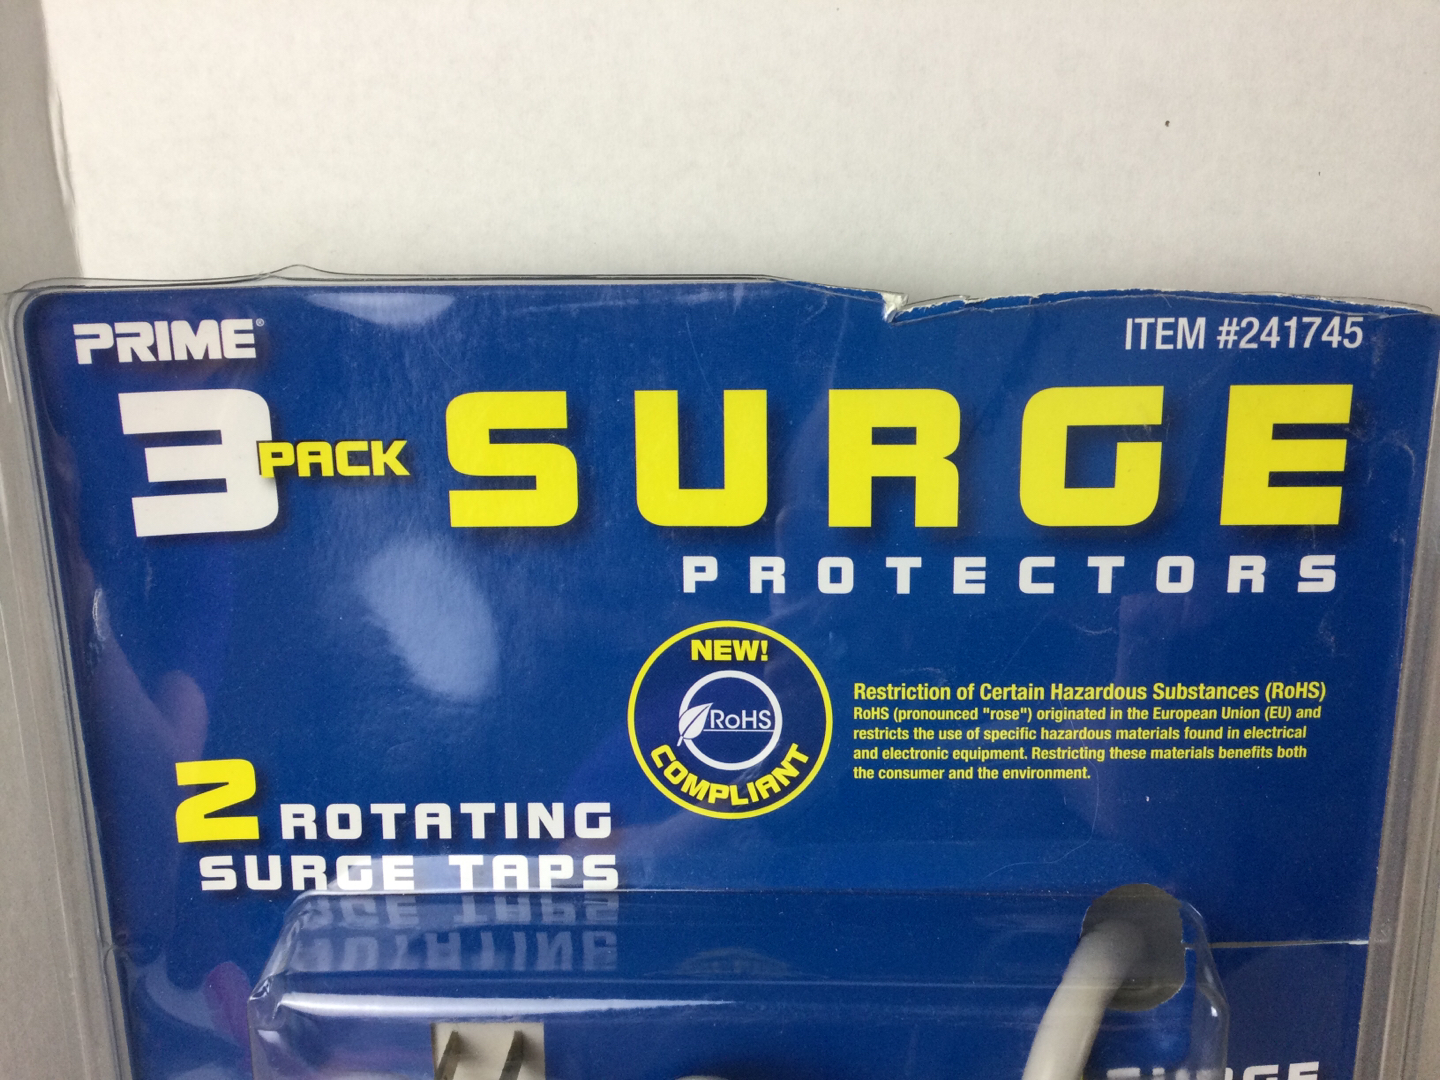 PRIME®
ITEM #241745
3 PACK SURGE
PROTECTORS
NEW!
RoHS
COMPLIANT
Restriction of Certain Hazardous Substances (RoHS)
RoHS (pronounced "rose") originated in the European Union (EU) and
restricts the use of specific hazardous materials found in electrical
and electronic equipment. Restricting these materials benefits both
the consumer and the environment.
2 ROTATING
SURGE TAPS
SURGE